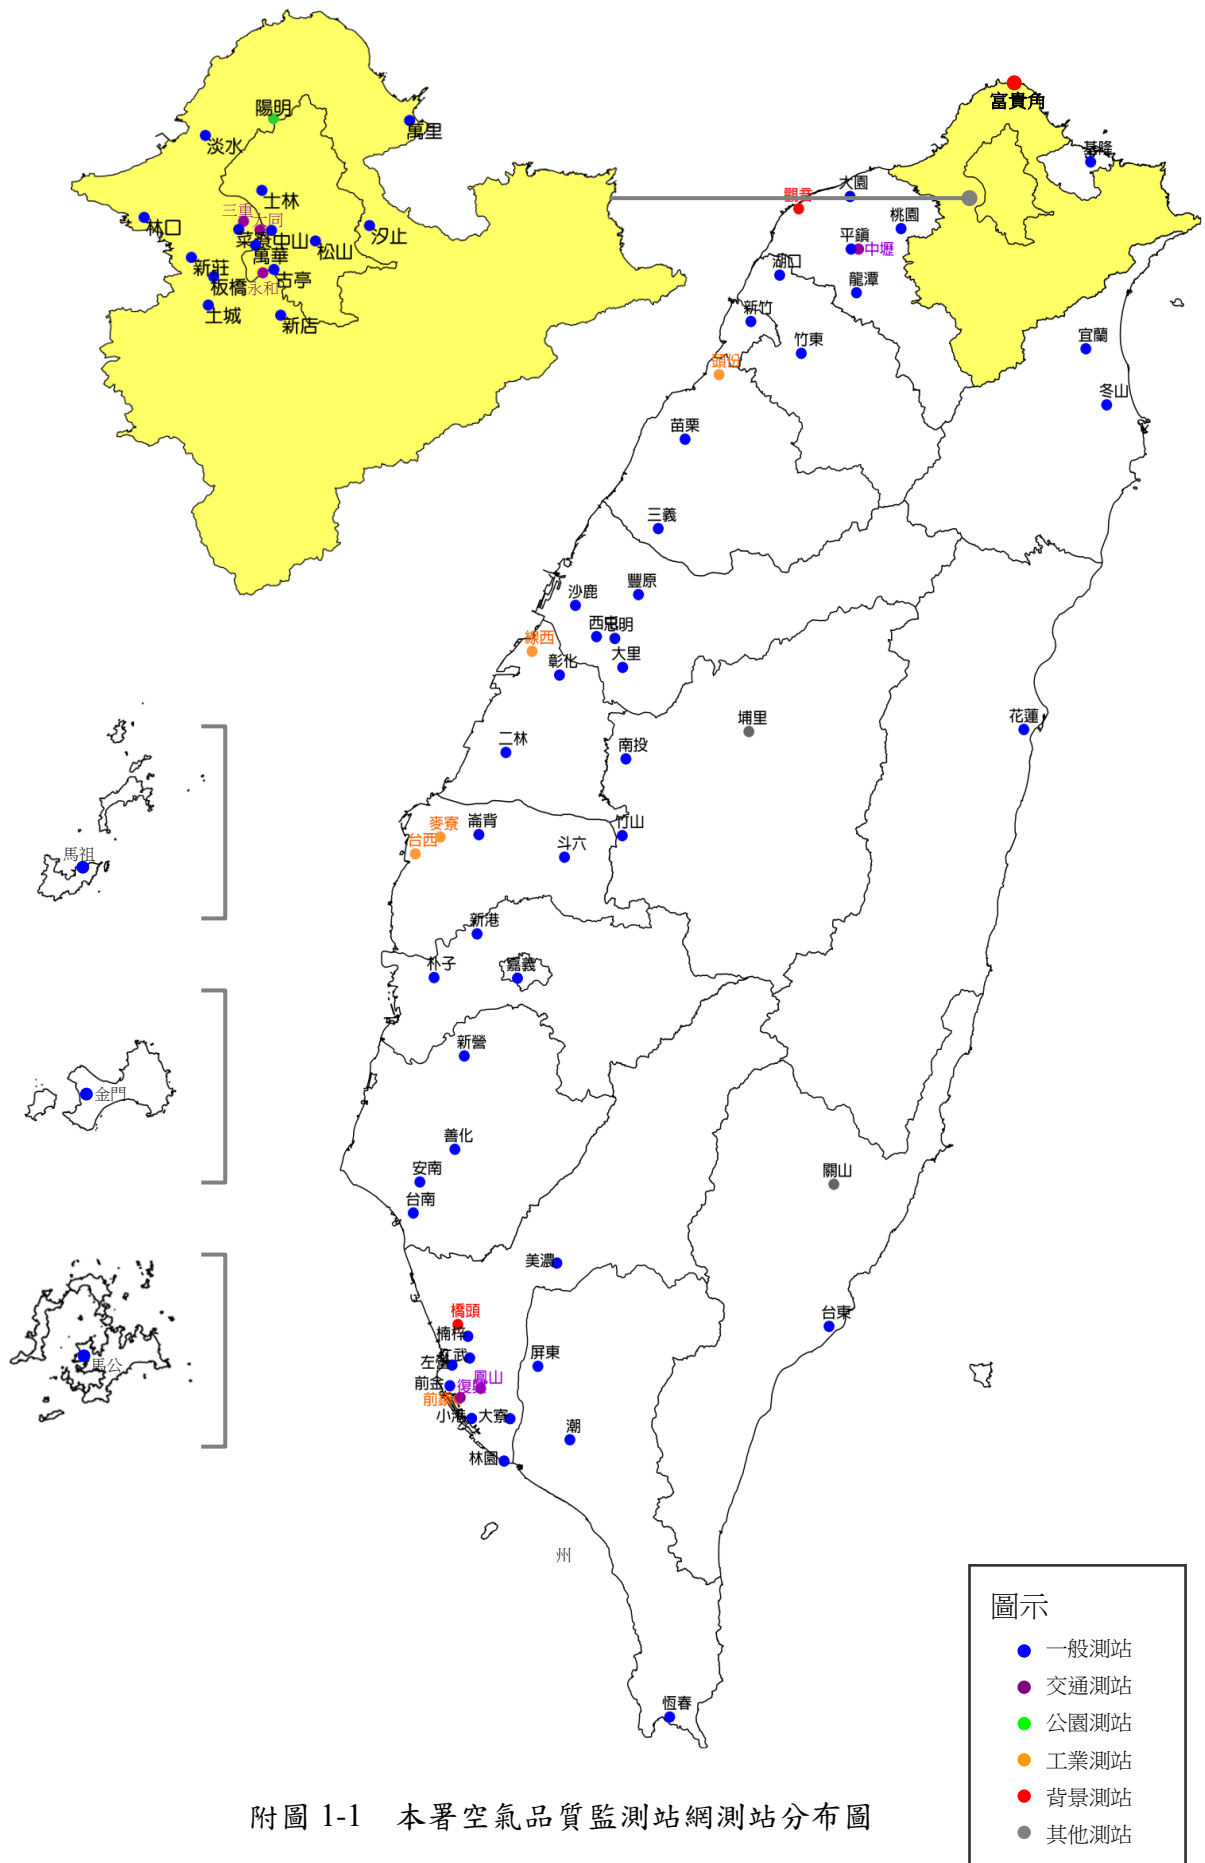 陽明
萬里
淡水
士林
三重
大同
林口
菜寮
中山
松山
汐止
萬華
新莊
板橋
永和
古亭
土城
新店
富貴角
基隆
觀音
大園
桃園
平鎮
中壢
湖口
龍潭
新竹
竹東
宜蘭
頭份
冬山
苗栗
三義
豐原
沙鹿
西屯
忠明
線西
大里
彰化
埔里
花蓮
二林
南投
麥寮
崙背
竹山
台西
斗六
馬祖
新港
朴子
嘉義
新營
金門
善化
安南
關山
台南
美濃
橋頭
台東
楠梓
仁武
左營
屏東
馬公
鳳山
前金
復興
前鎮
小港
大寮
潮
林園
州
恆春
圖示
一般測站
交通測站
公園測站
工業測站
背景測站
其他測站
附圖 1-1 本署空氣品質監測站網測站分布圖